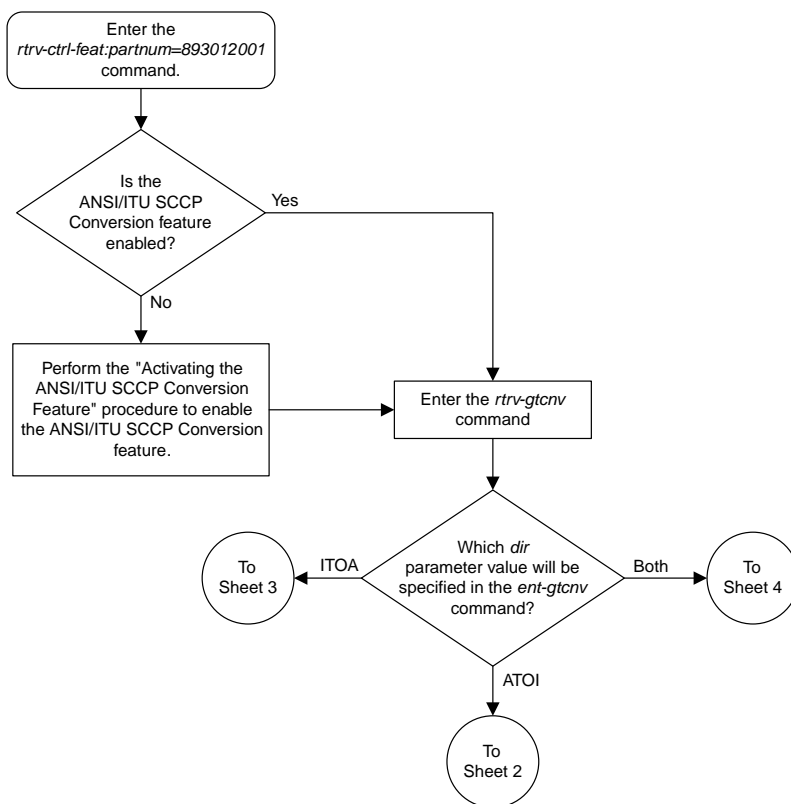 Enter the
rtrv-ctrl-feat:partnum=893012001
command.
Is the
ANSI/ITU SCCP
Conversion feature
enabled?
Yes
No
Perform the "Activating the
ANSI/ITU SCCP Conversion
Feature" procedure to enable
the ANSI/ITU SCCP Conversion
feature.
Enter the rtrv-gtcnv
command
Which dir
parameter value will be
specified in the ent-gtcnv
command?
ITOA
To
Sheet 3
Both
To
Sheet 4
ATOI
To
Sheet 2